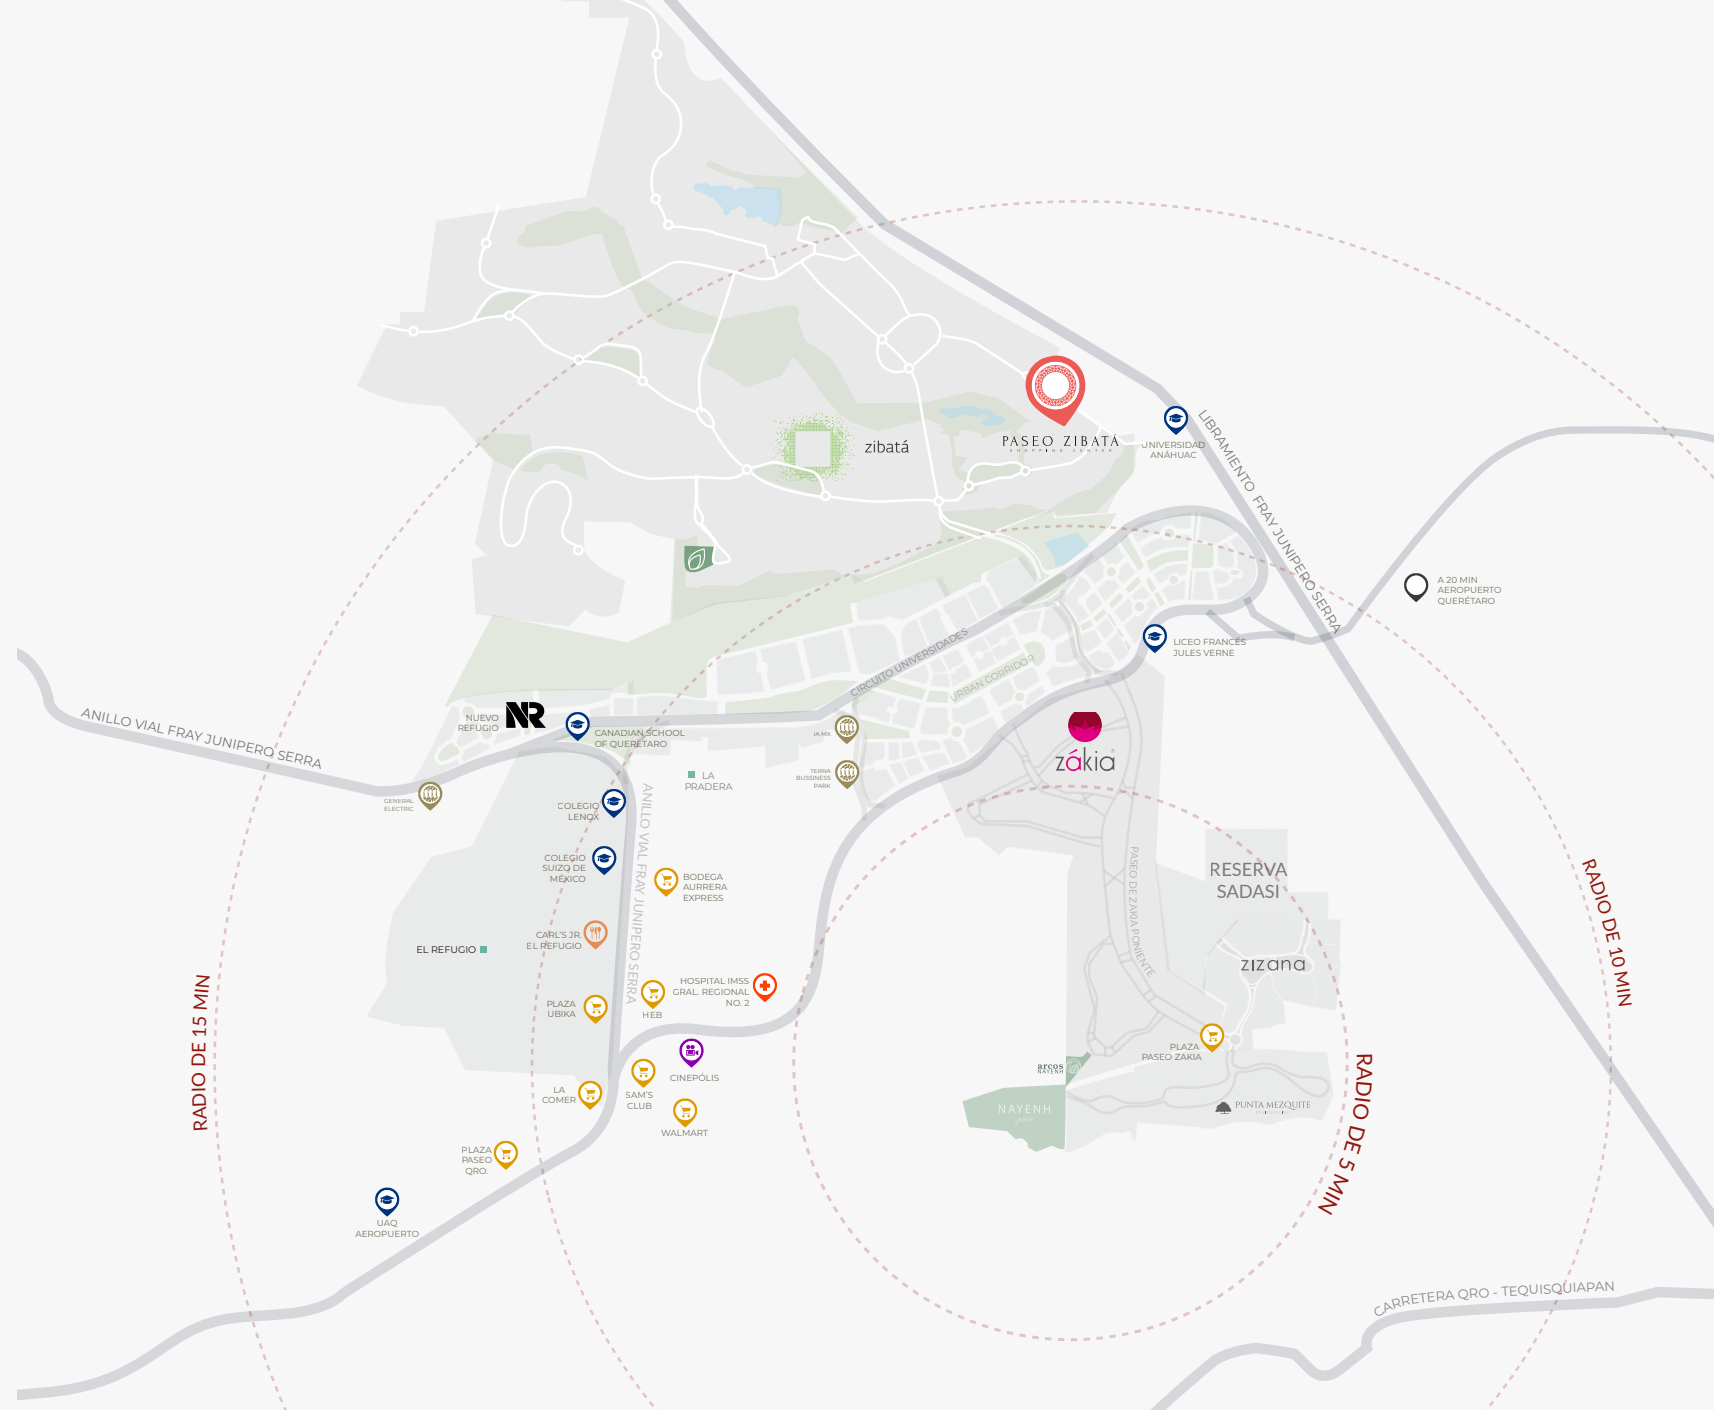 zibatá
PASEO ZIBATÁ
SHOPPING CENTER
UNIVERSIDAD
ANÁHUAC
LIBRAMIENTO FRAY JUNIPERO SERRA
A 20 MIN
AEROPUERTO
QUERÉTARO
LICEO FRANCÉS
JULES VERNE
CIRCUITO UNIVERSIDADES
URBAN CORRIDOR
ANILLO VIAL FRAY JUNIPERO SERRA
NUEVO
REFUGIO
NR
CANADIAN SCHOOL
OF QUERÉTARO
IA MX
zákia
TERRA
BUSSINESS
PARK
LA
PRADERA
GENERAL
ELECTRIC
COLEGIO
LENOX
ANILLO VIAL FRAY JUNIPERO SERRA
COLEGIO
SUIZO DE
MÉXICO
BODEGA
AURRERA
EXPRESS
PASEO DE ZAKIA PONIENTE
RESERVA
SADASI
RADIO DE 10 MIN
CARL'S JR.
EL REFUGIO
EL REFUGIO
zizana
HOSPITAL IMSS
GRAL. REGIONAL
NO. 2
HEB
PLAZA
UBIKA
RADIO DE 15 MIN
PLAZA
PASEO ZAKIA
CINEPÓLIS
arcos
NAYENH
LA
COMER
SAM'S
CLUB
NAYENH
PUNTA MEZQUITE
WALMART
RADIO DE 5 MIN
PLAZA
PASEO
QRO.
UAQ
AEROPUERTO
CARRETERA QRO - TEQUISQUIAPAN